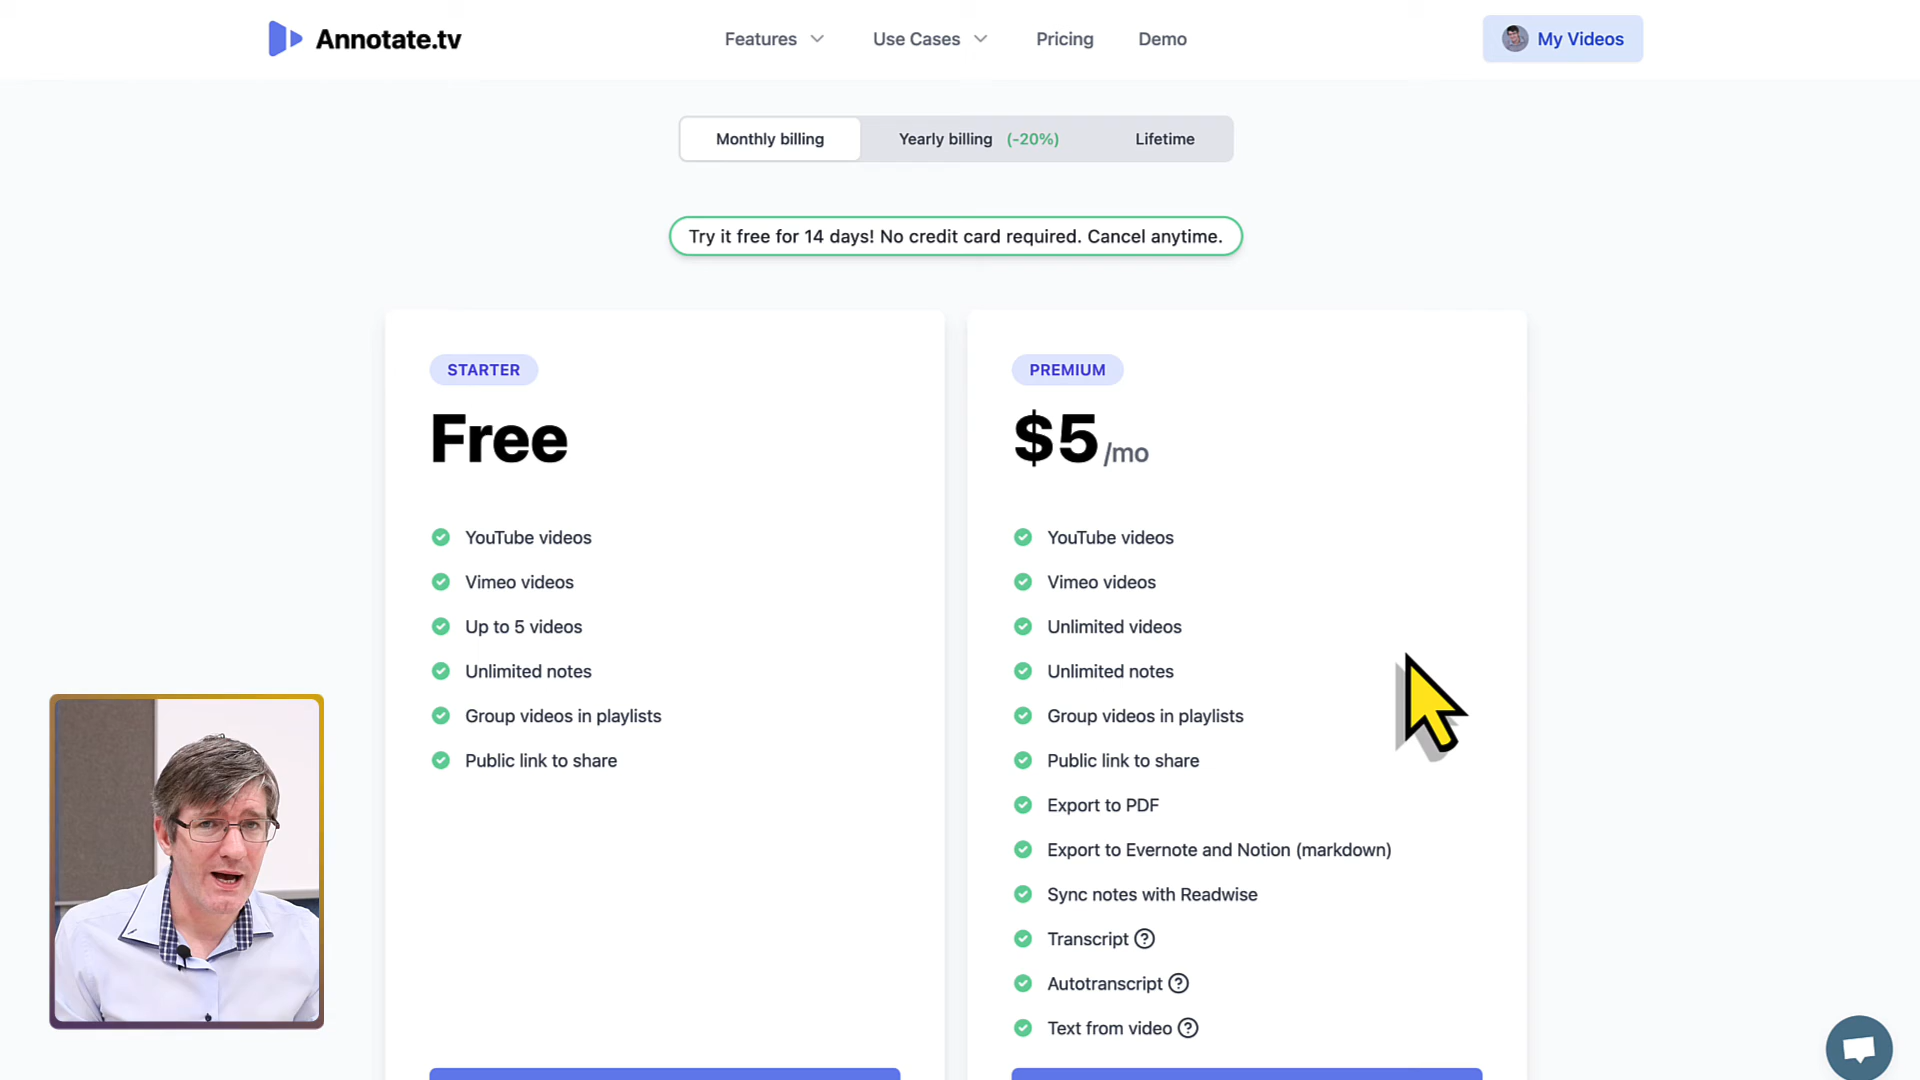 Annotate.tv
Features
Use Cases
Pricing
Demo
My Videos
Monthly billing
Yearly billing (-20%)
Lifetime
Try it free for 14 days! No credit card required. Cancel anytime.
STARTER
Free
YouTube videos
Vimeo videos
Up to 5 videos
Unlimited notes
Group videos in playlists
Public link to share
PREMIUM
$5 /mo
YouTube videos
Vimeo videos
Unlimited videos
Unlimited notes
Group videos in playlists
Public link to share
Export to PDF
Export to Evernote and Notion (markdown)
Sync notes with Readwise
Transcript ?
Autotranscript ?
Text from video ?